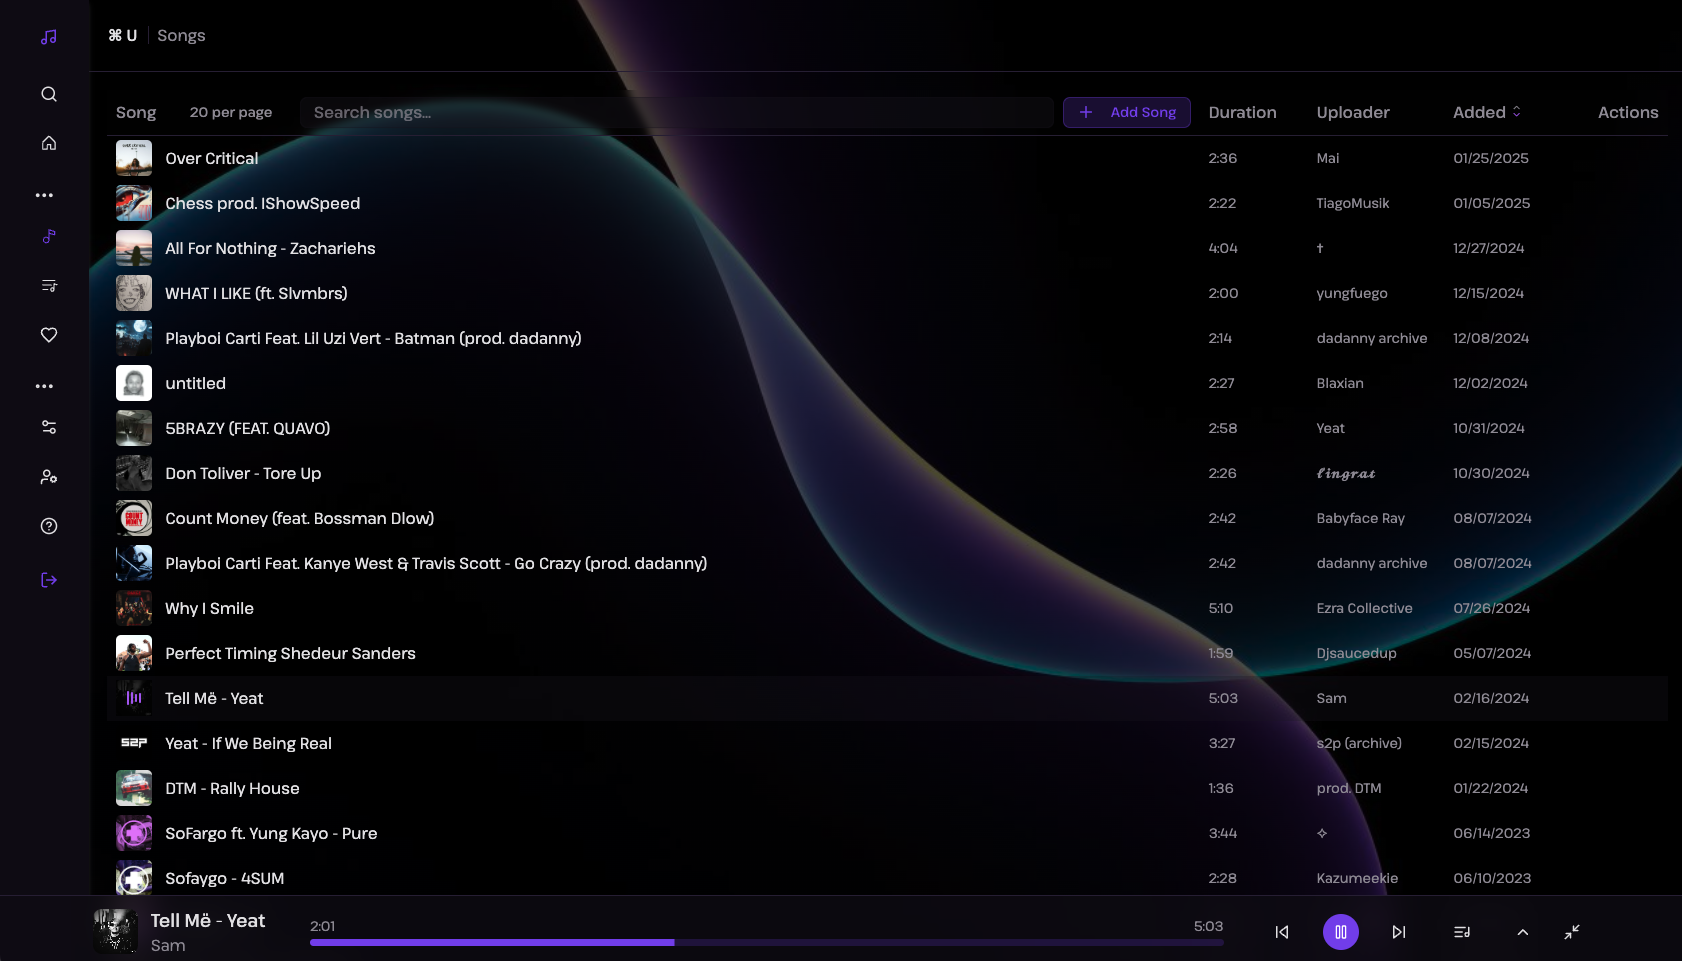 ⌘ U Songs
Song 20 per page Search songs... + Add Song Duration Uploader Added Actions
Over Critical 2:36 Mai 01/25/2025
Chess prod. IShowSpeed 2:22 TiagoMusik 01/05/2025
All For Nothing - Zachariehs 4:04 † 12/27/2024
WHAT I LIKE (ft. Slvmbrs) 2:00 yungfuego 12/15/2024
Playboi Carti Feat. Lil Uzi Vert - Batman (prod. dadanny) 2:14 dadanny archive 12/08/2024
untitled 2:27 Blaxian 12/02/2024
5BRAZY (FEAT. QUAVO) 2:58 Yeat 10/31/2024
Don Toliver - Tore Up 2:26 𝓵𝓲𝓷𝓰𝓻𝓪𝓽 10/30/2024
COUNT MONEY
Count Money (feat. Bossman Dlow) 2:42 Babyface Ray 08/07/2024
Playboi Carti Feat. Kanye West & Travis Scott - Go Crazy (prod. dadanny) 2:42 dadanny archive 08/07/2024
Why I Smile 5:10 Ezra Collective 07/26/2024
Perfect Timing Shedeur Sanders 1:59 Djsaucedup 05/07/2024
Tell Më - Yeat 5:03 Sam 02/16/2024
S2P Yeat - If We Being Real 3:27 s2p (archive) 02/15/2024
DTM - Rally House 1:36 prod. DTM 01/22/2024
SoFargo ft. Yung Kayo - Pure 3:44 ✧ 06/14/2023
Sofaygo - 4SUM 2:28 Kazumeekie 06/10/2023
Tell Më - Yeat
Sam
2:01 5:03